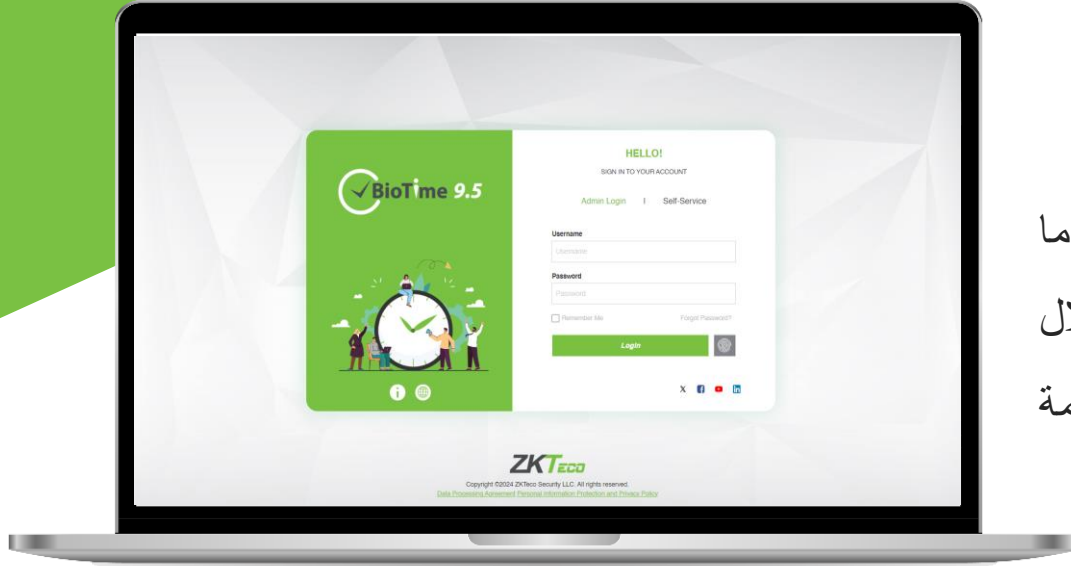 BioTime 9.5
HELLO!
SIGN IN TO YOUR ACCOUNT
Admin Login | Self-Service
Username
Username
Password
Password
Remember Me Forgot Password?
Login
ZKTECO
Copyright ©2024 ZKTeco Security LLC. All rights reserved.
Data Processing Agreement Personal Information Protection and Privacy Policy
ما